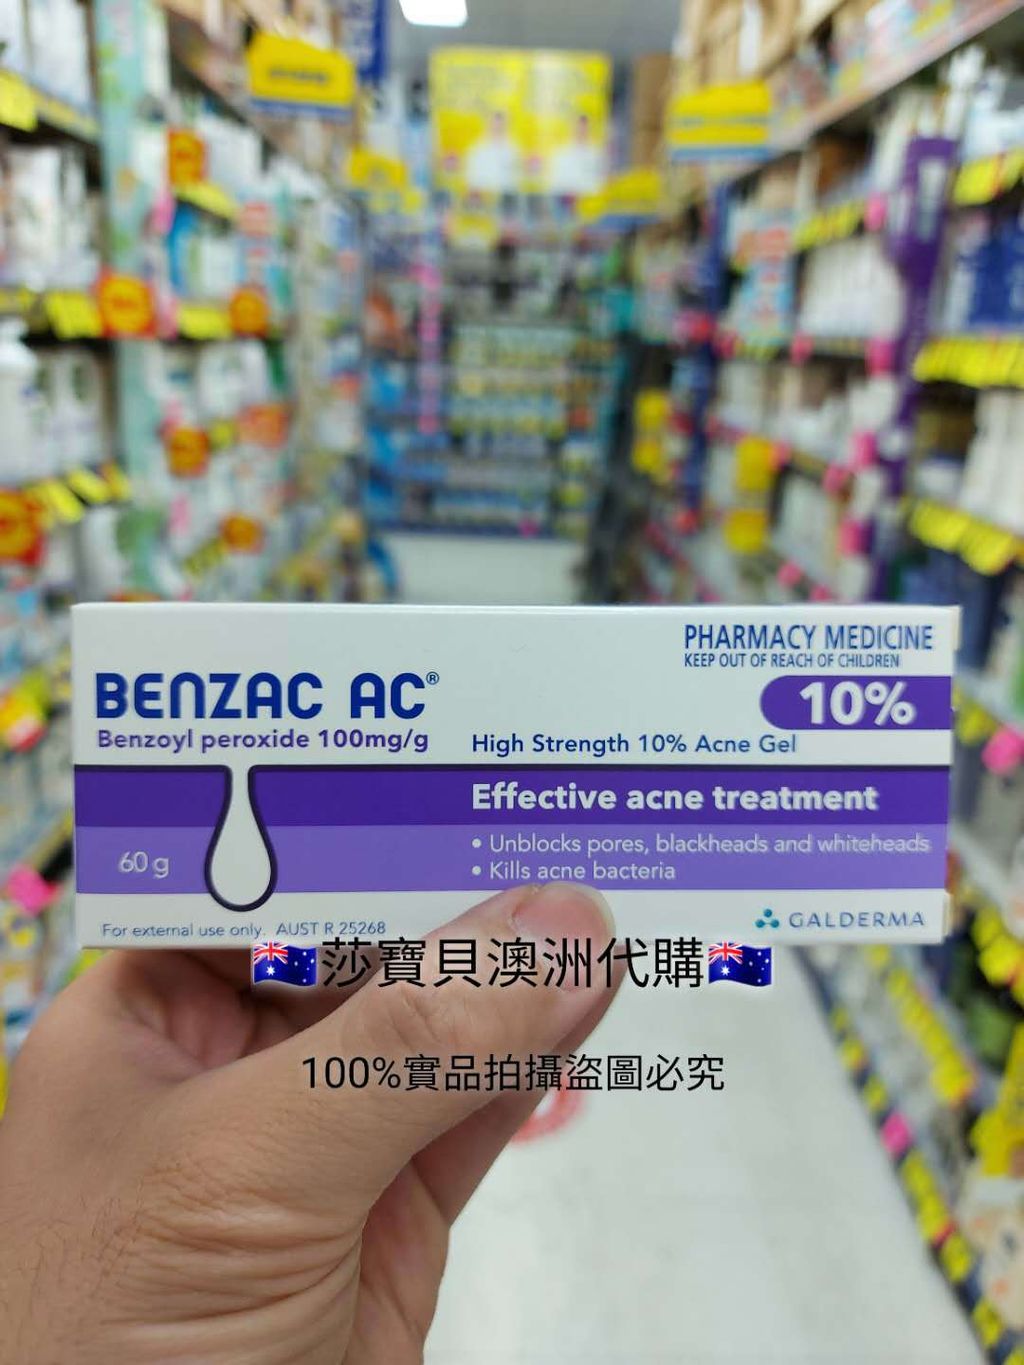 PHARMACY MEDICINE
KEEP OUT OF REACH OF CHILDREN
BENZAC AC®
10%
Benzoyl peroxide 100mg/g
High Strength 10% Acne Gel
Effective acne treatment
• Unblocks pores, blackheads and whiteheads
60 g
• Kills acne bacteria
For external use only. AUST R 25268
GALDERMA
🇦🇺莎寶貝澳洲代購🇦🇺
100%實品拍攝盜圖必究